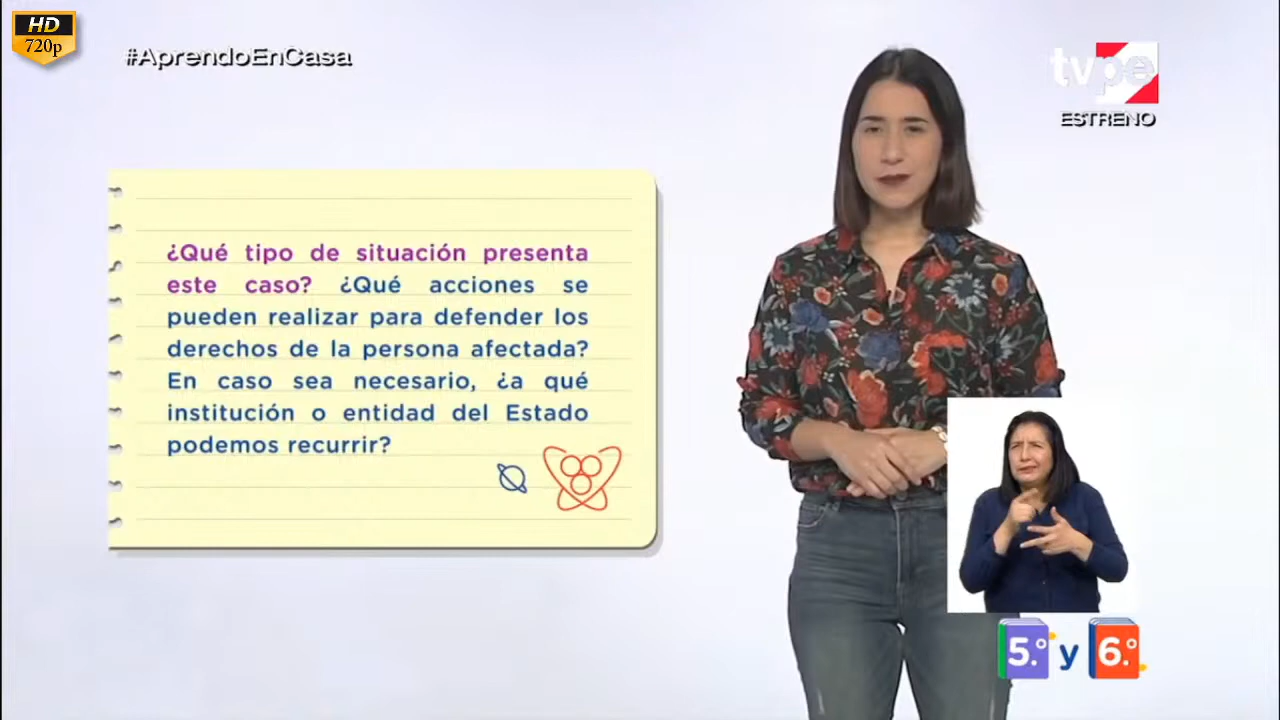 HD
720p
#AprendoEnCasa
tvpe
ESTRENO
¿Qué tipo de situación presenta
este caso? ¿Qué acciones se
pueden realizar para defender los
derechos de la persona afectada?
En caso sea necesario, ¿a qué
institución o entidad del Estado
podemos recurrir?
5.º y 6.º